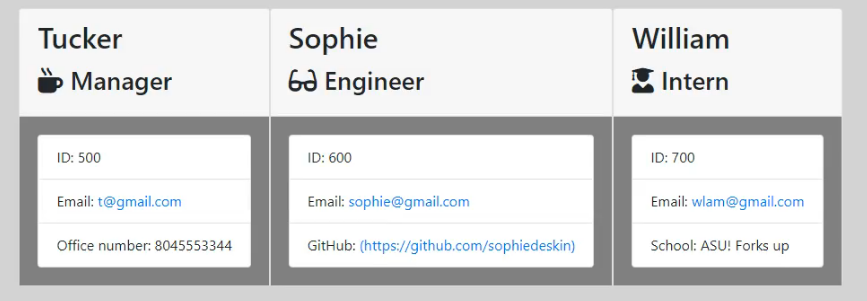 Tucker
Manager
ID: 500
Email: t@gmail.com
Office number: 8045553344
Sophie
Engineer
ID: 600
Email: sophie@gmail.com
GitHub: (https://github.com/sophiedeskin)
William
Intern
ID: 700
Email: wlam@gmail.com
School: ASU! Forks up